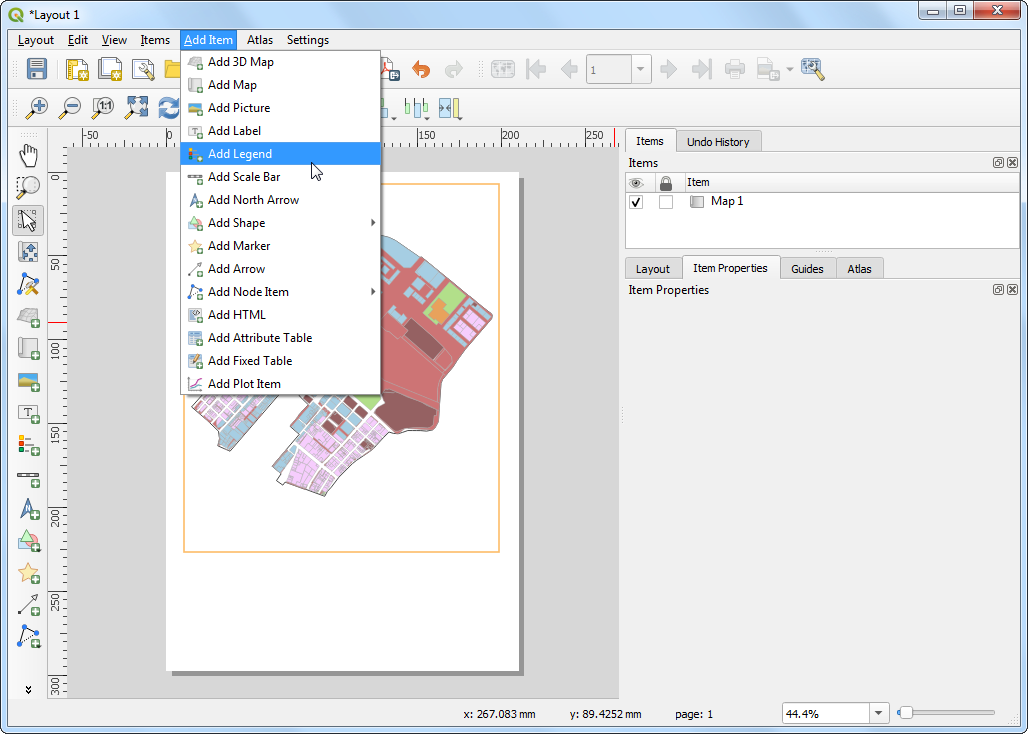 *Layout 1
Layout Edit View Items Add Item Atlas Settings
1
1:1
Add 3D Map
Add Map
Add Picture
Add Label
Add Legend
Add Scale Bar
Add North Arrow
Add Shape
Add Marker
Add Arrow
Add Node Item
Add HTML
Add Attribute Table
Add Fixed Table
Add Plot Item
-50 0 150 200 250
0
50
100
150
200
250
300
T
Items Undo History
Items
Item
Map 1
Layout Item Properties Guides Atlas
Item Properties
x: 267.083 mm y: 89.4252 mm page: 1 44.4%